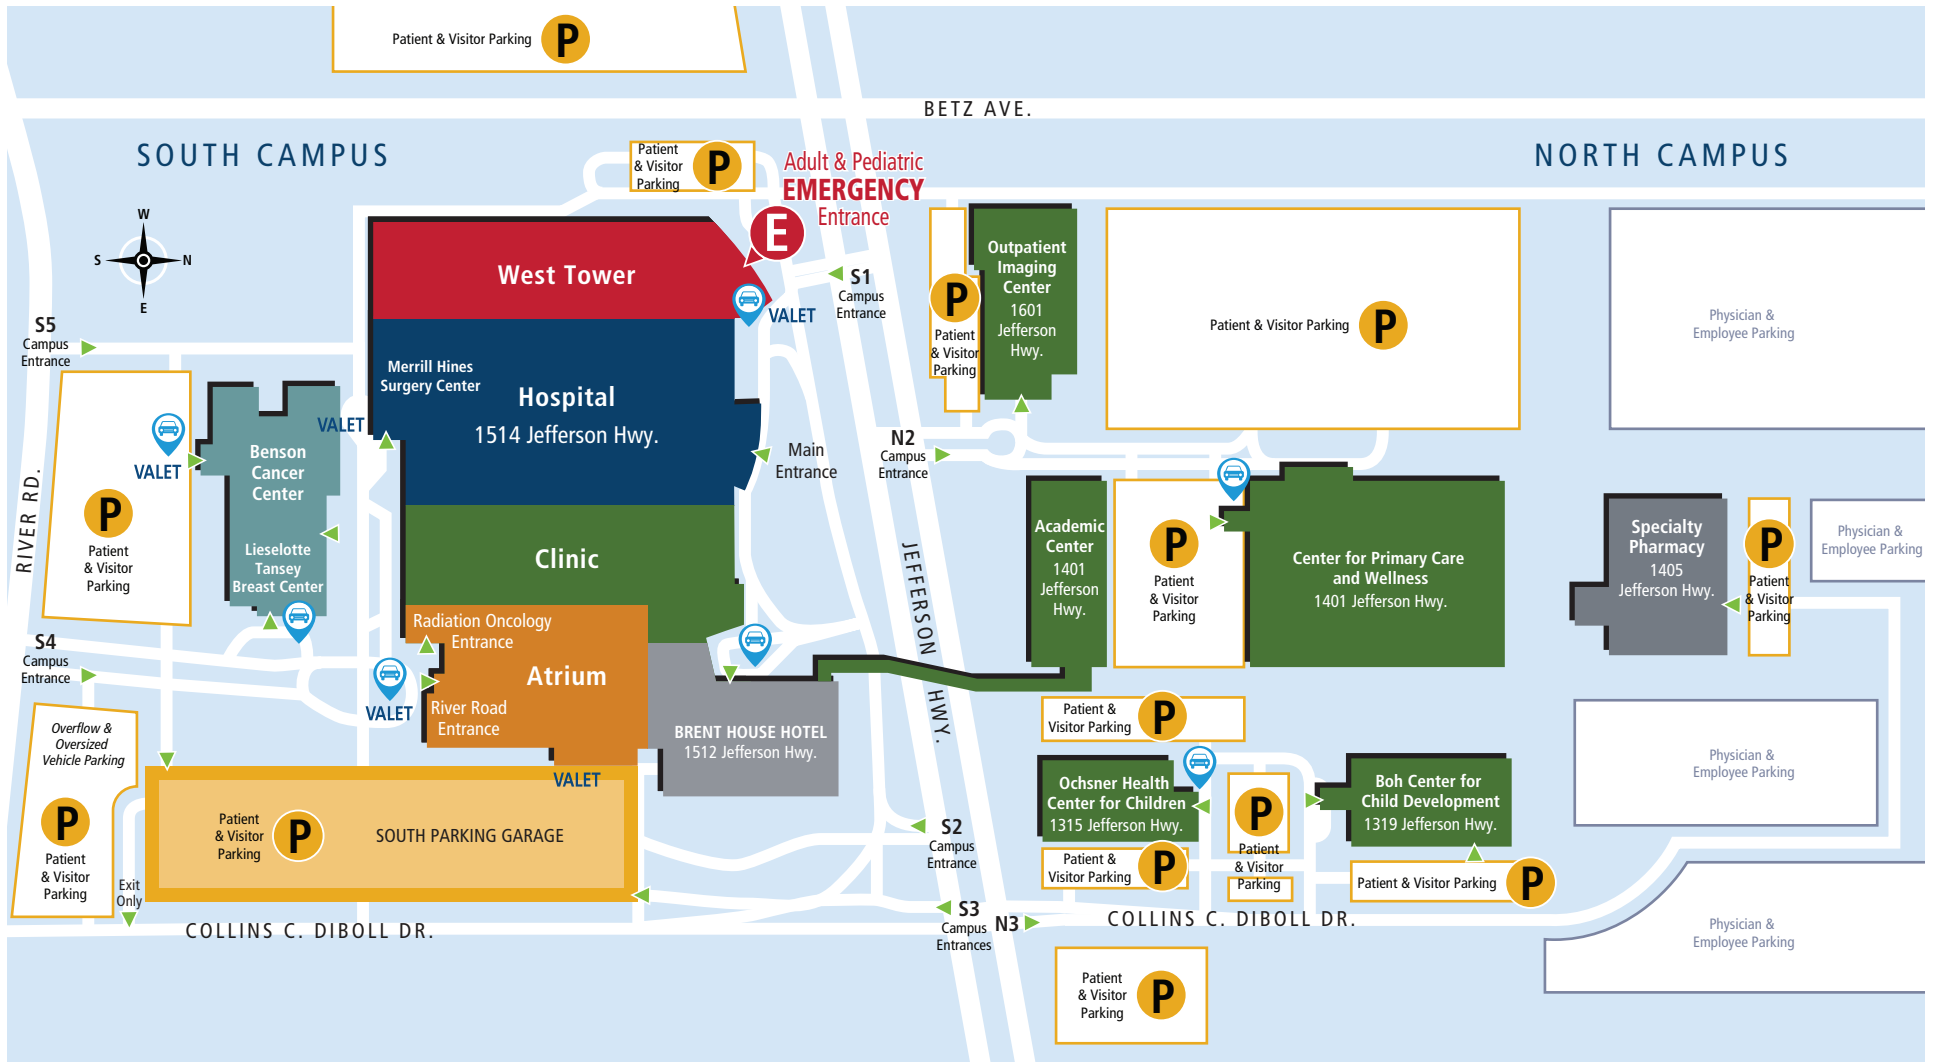 Patient & Visitor Parking P
BETZ AVE.
SOUTH CAMPUS
NORTH CAMPUS
Patient
& Visitor
Parking
P
Adult & Pediatric
EMERGENCY
Entrance
E
W
S
N
E
West Tower
VALET
S1
Campus
Entrance
P
Patient
& Visitor
Parking
Outpatient
Imaging
Center
1601
Jefferson
Hwy.
Patient & Visitor Parking P
Physician &
Employee Parking
S5
Campus
Entrance
Merrill Hines
Surgery Center
Hospital
1514 Jefferson Hwy.
VALET
Main
Entrance
N2
Campus
Entrance
VALET
Benson
Cancer
Center
Lieselotte
Tansey
Breast Center
RIVER RD.
P
Patient
& Visitor
Parking
Clinic
JEFFERSON HWY.
Academic
Center
1401
Jefferson
Hwy.
P
Patient
& Visitor
Parking
Center for Primary Care
and Wellness
1401 Jefferson Hwy.
Specialty
Pharmacy
1405
Jefferson Hwy.
P
Patient
& Visitor
Parking
Physician &
Employee Parking
S4
Campus
Entrance
Radiation Oncology
Entrance
Atrium
River Road
Entrance
VALET
BRENT HOUSE HOTEL
1512 Jefferson Hwy.
Patient &
Visitor Parking
P
Overflow &
Oversized
Vehicle Parking
P
Patient
& Visitor
Parking
VALET
Patient
& Visitor
Parking
P
SOUTH PARKING GARAGE
Exit
Only
S2
Campus
Entrance
Ochsner Health
Center for Children
1315 Jefferson Hwy.
P
Patient
& Visitor
Parking
Boh Center for
Child Development
1319 Jefferson Hwy.
Physician &
Employee Parking
Patient &
Visitor Parking
P
Patient & Visitor Parking P
COLLINS C. DIBOLL DR.
S3
Campus
Entrances
N3
COLLINS C. DIBOLL DR.
Physician &
Employee Parking
Patient
& Visitor
Parking
P